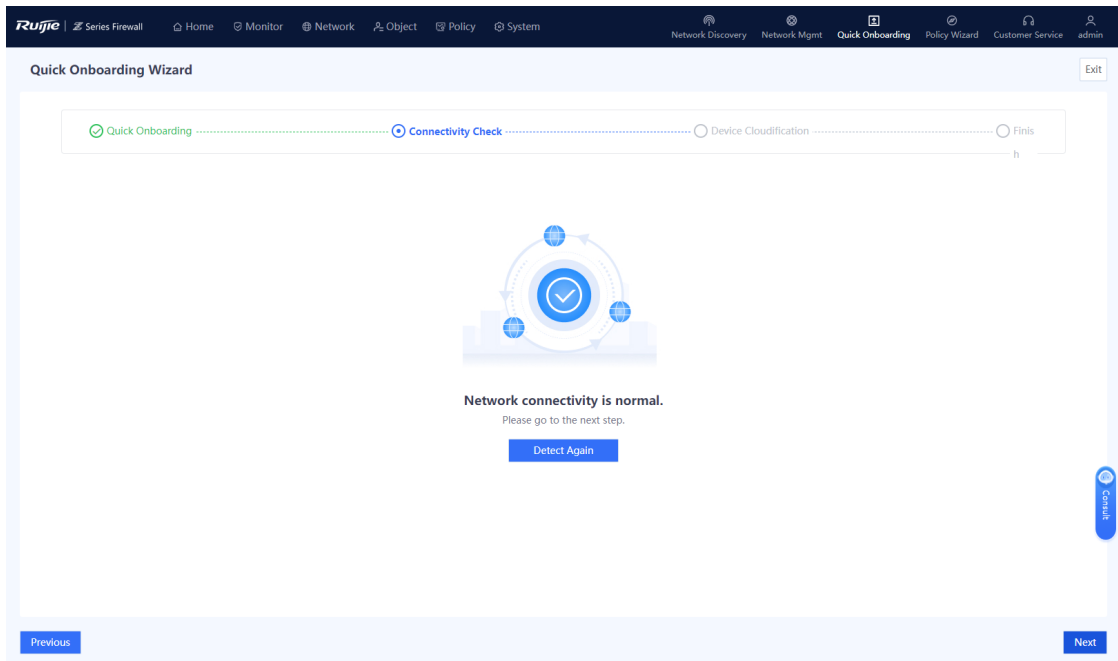 Ruijie | Z Series Firewall Home Monitor Network Object Policy System Network Discovery Network Mgmt Quick Onboarding Policy Wizard Customer Service admin
Quick Onboarding Wizard Exit
Quick Onboarding Connectivity Check Device Cloudification Finis
h
Network connectivity is normal.
Please go to the next step.
Detect Again
Consult
Previous Next